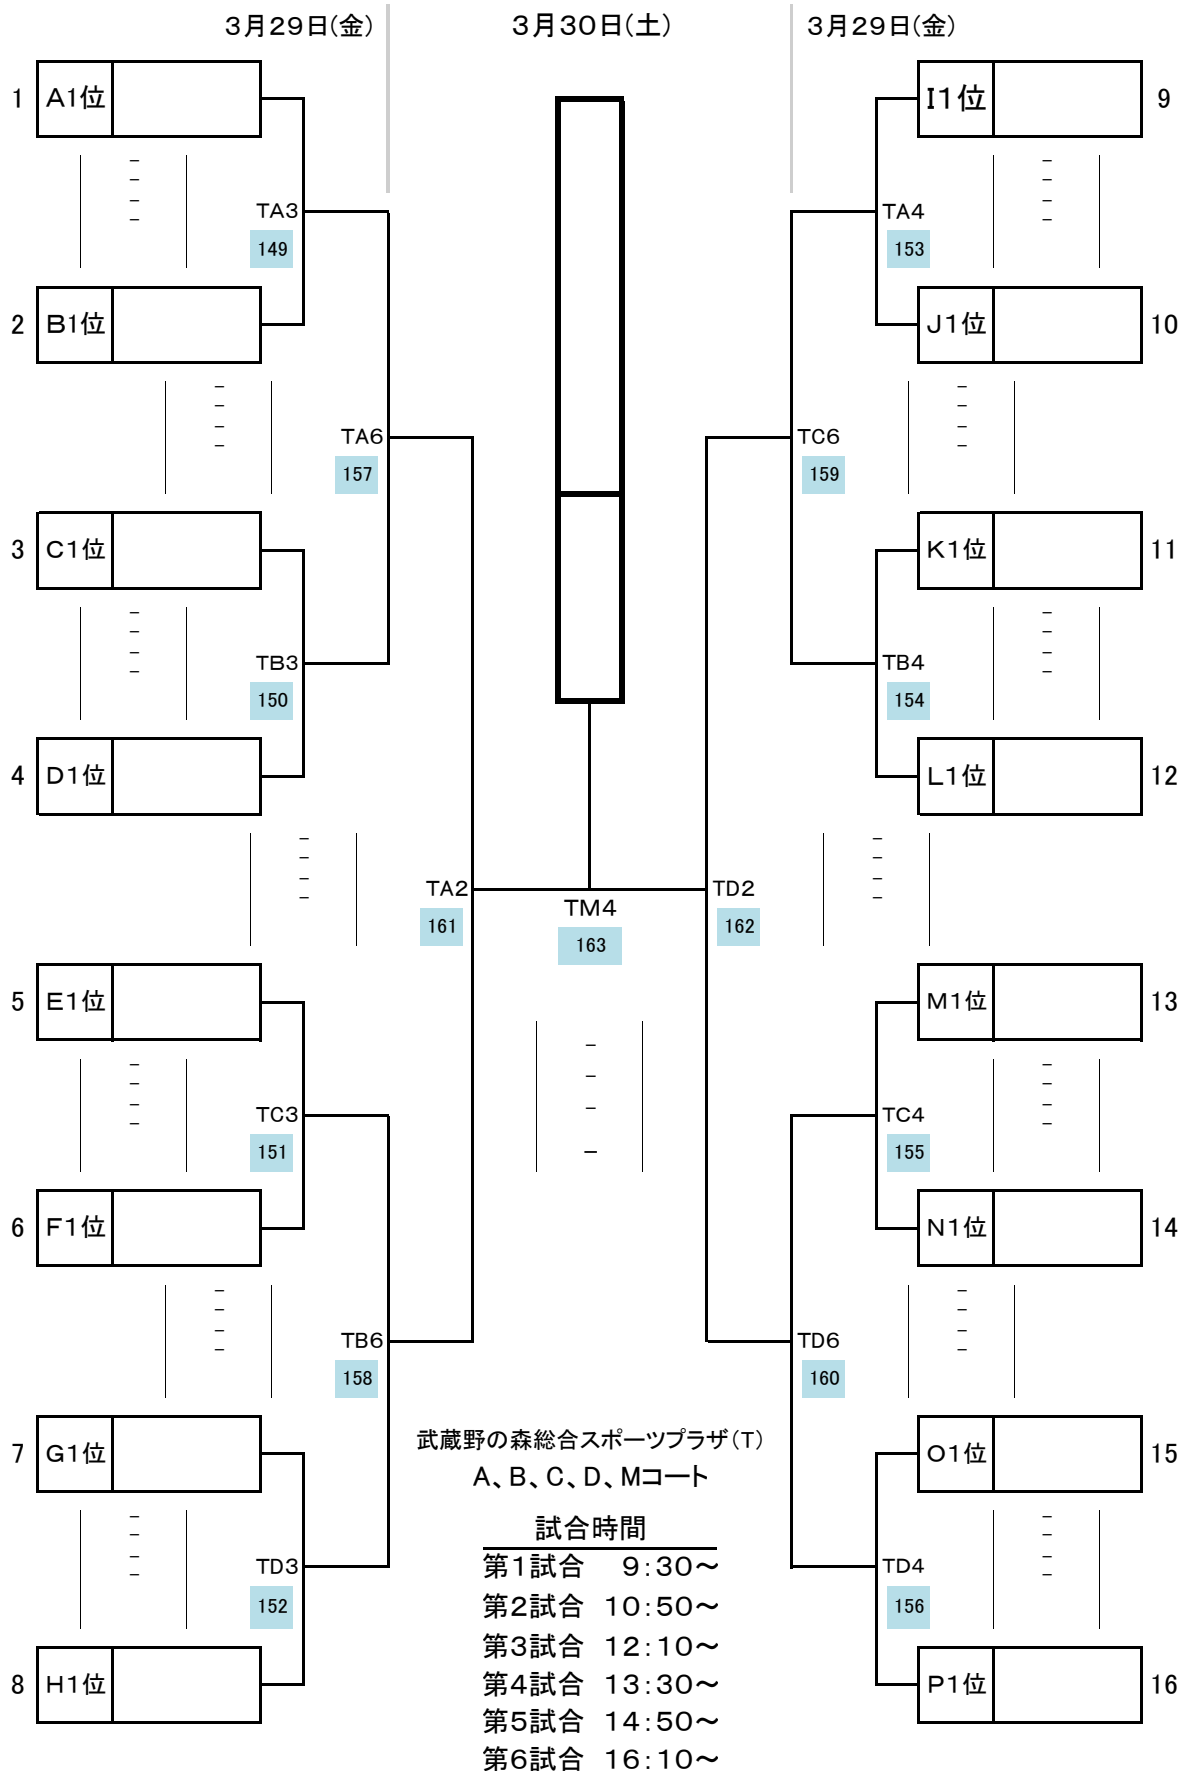 3月29日(金)
3月30日(土)
3月29日(金)
1 A1位
I1位 9
TA3
149
TA4
153
2 B1位
J1位 10
TA6
157
TC6
159
3 C1位
K1位 11
TB3
150
TB4
154
4 D1位
L1位 12
TA2
161
TM4
163
TD2
162
5 E1位
M1位 13
TC3
151
TC4
155
6 F1位
N1位 14
TB6
158
TD6
160
7 G1位
O1位 15
TD3
152
TD4
156
8 H1位
P1位 16
武蔵野の森総合スポーツプラザ(T)
A、B、C、D、Mコート
試合時間
第1試合 9:30~
第2試合 10:50~
第3試合 12:10~
第4試合 13:30~
第5試合 14:50~
第6試合 16:10~